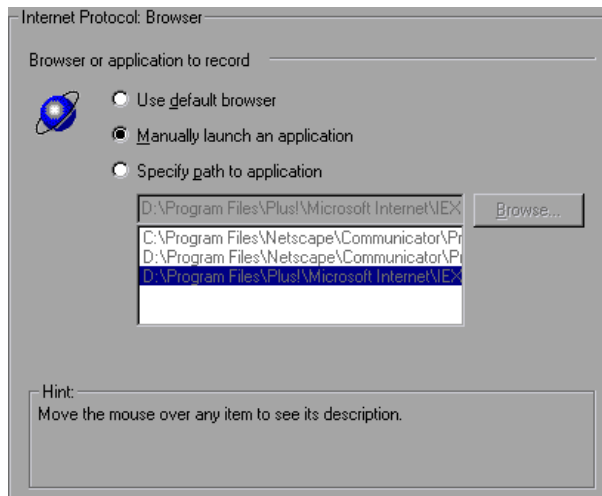 Internet Protocol: Browser
Browser or application to record
Use default browser
Manually launch an application
Specify path to application
D:\Program Files\Plus!\Microsoft Internet\IEX
Browse...
C:\Program Files\Netscape\Communicator\Pr
D:\Program Files\Netscape\Communicator\Pr
D:\Program Files\Plus!\Microsoft Internet\IEX
Hint:
Move the mouse over any item to see its description.